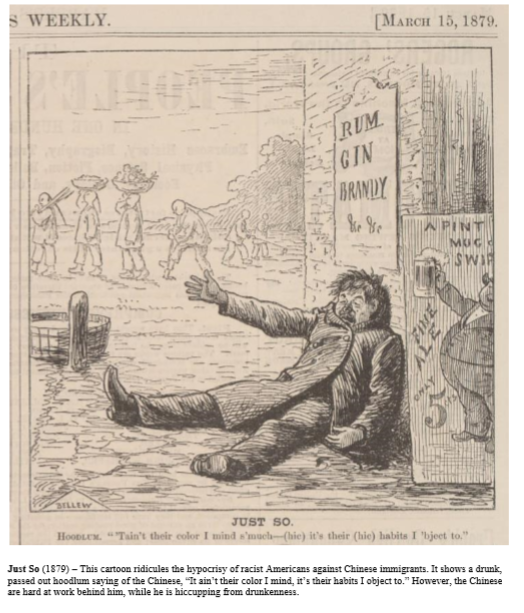 S WEEKLY. [MARCH 15, 1879.
RUM
GIN
BRANDY
&c &c
A PINT
MUG
FINE
ALE
ONLY
5
BELLEW
JUST SO.
HOODLUM. "'Tain't their color I mind s'much—(hic) it's their (hic) habits I 'bject to."
Just So (1879) – This cartoon ridicules the hypocrisy of racist Americans against Chinese immigrants. It shows a drunk,
passed out hoodlum saying of the Chinese, "It ain't their color I mind, it's their habits I object to." However, the Chinese
are hard at work behind him, while he is hiccupping from drunkenness.